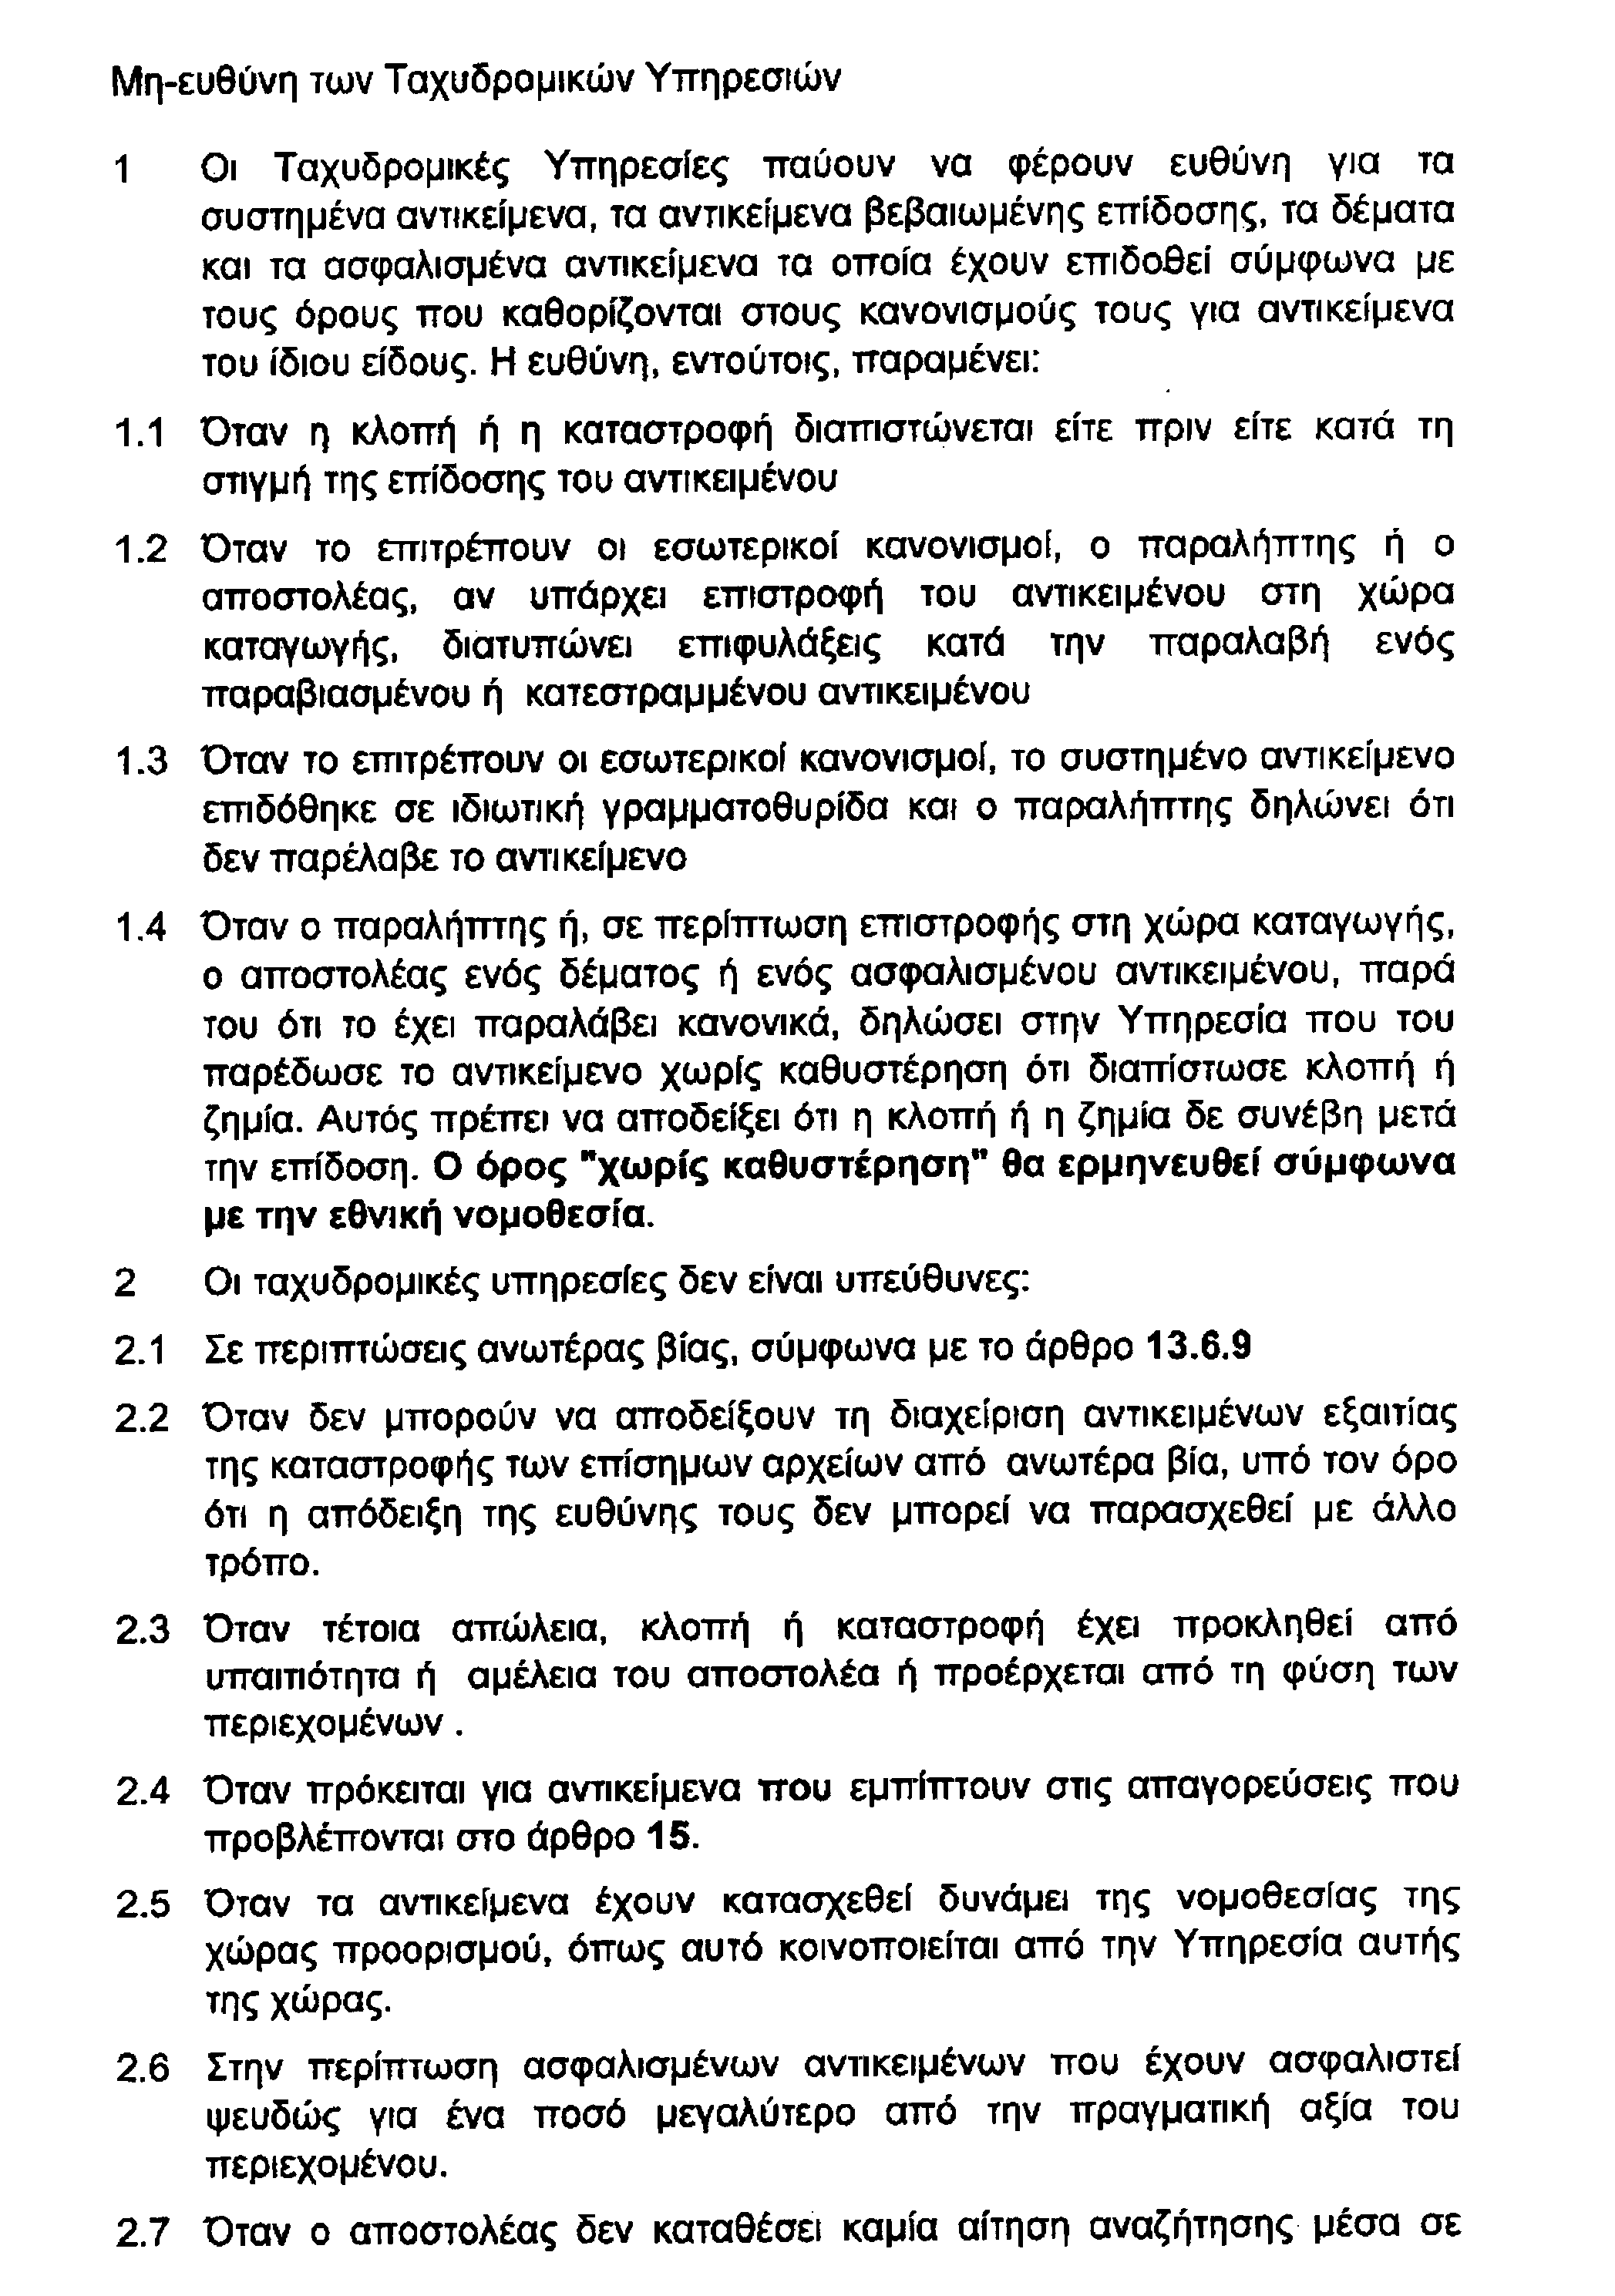 Μη-ευθύνη των Ταχυδρομικών Υπηρεσιών
1 Οι Ταχυδρομικές Υπηρεσίες παύουν να φέρουν ευθύνη για τα
συστημένα αντικείμενα, τα αντικείμενα βεβαιωμένης επίδοσης, τα δέματα
και τα ασφαλισμένα αντικείμενα τα οποία έχουν επιδοθεί σύμφωνα με
τους όρους που καθορίζονται στους κανονισμούς τους για αντικείμενα
του ίδιου είδους. Η ευθύνη, εντούτοις, παραμένει:
1.1 Όταν η κλοπή ή η καταστροφή διαπιστώνεται είτε πριν είτε κατά τη
στιγμή της επίδοσης του αντικειμένου
1.2 Όταν το επιτρέπουν οι εσωτερικοί κανονισμοί, ο παραλήπτης ή ο
αποστολέας, αν υπάρχει επιστροφή του αντικειμένου στη χώρα
καταγωγής, διατυπώνει επιφυλάξεις κατά την παραλαβή ενός
παραβιασμένου ή κατεστραμμένου αντικειμένου
1.3 Όταν το επιτρέπουν οι εσωτερικοί κανονισμοί, το συστημένο αντικείμενο
επιδόθηκε σε ιδιωτική γραμματοθυρίδα και ο παραλήπτης δηλώνει ότι
δεν παρέλαβε το αντικείμενο
1.4 Όταν ο παραλήπτης ή, σε περίπτωση επιστροφής στη χώρα καταγωγής,
ο αποστολέας ενός δέματος ή ενός ασφαλισμένου αντικειμένου, παρά
του ότι το έχει παραλάβει κανονικά, δηλώσει στην Υπηρεσία που του
παρέδωσε το αντικείμενο χωρίς καθυστέρηση ότι διαπίστωσε κλοπή ή
ζημία. Αυτός πρέπει να αποδείξει ότι η κλοπή ή η ζημία δε συνέβη μετά
την επίδοση. Ο όρος "χωρίς καθυστέρηση" θα ερμηνευθεί σύμφωνα
με την εθνική νομοθεσία.
2 Οι ταχυδρομικές υπηρεσίες δεν είναι υπεύθυνες:
2.1 Σε περιπτώσεις ανωτέρας βίας, σύμφωνα με το άρθρο 13.6.9
2.2 Όταν δεν μπορούν να αποδείξουν τη διαχείριση αντικειμένων εξαιτίας
της καταστροφής των επίσημων αρχείων από ανωτέρα βία, υπό τον όρο
ότι η απόδειξη της ευθύνης τους δεν μπορεί να παρασχεθεί με άλλο
τρόπο.
2.3 Όταν τέτοια απώλεια, κλοπή ή καταστροφή έχει προκληθεί από
υπαιτιότητα ή αμέλεια του αποστολέα ή προέρχεται από τη φύση των
περιεχομένων .
2.4 Όταν πρόκειται για αντικείμενα που εμπίπτουν στις απαγορεύσεις που
προβλέπονται στο άρθρο 15.
2.5 Όταν τα αντικείμενα έχουν κατασχεθεί δυνάμει της νομοθεσίας της
χώρας προορισμού, όπως αυτό κοινοποιείται από την Υπηρεσία αυτής
της χώρας.
2.6 Στην περίπτωση ασφαλισμένων αντικειμένων που έχουν ασφαλιστεί
ψευδώς για ένα ποσό μεγαλύτερο από την πραγματική αξία του
περιεχομένου.
2.7 Όταν ο αποστολέας δεν καταθέσει καμία αίτηση αναζήτησης μέσα σε